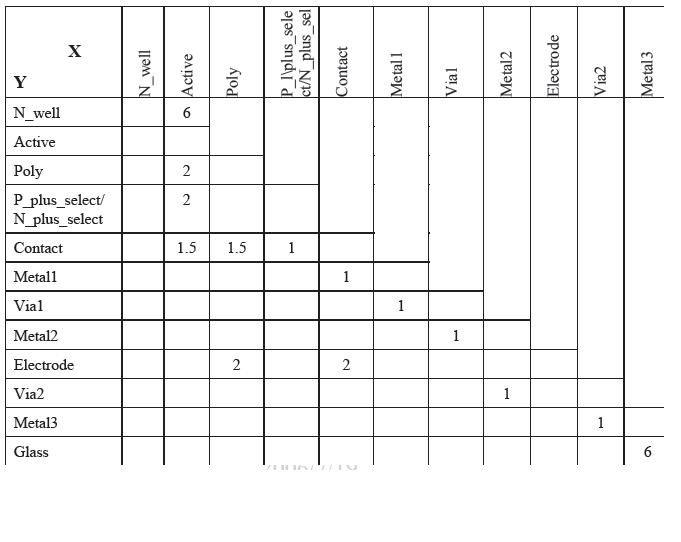 X
Y
N_well
Active
Poly
P_l\plus_sele
ct/N_plus_sel
Contact
Metal1
Via1
Metal2
Electrode
Via2
Metal3
N_well 6
Active
Poly 2
P_plus_select/ 2
N_plus_select
Contact 1.5 1.5 1
Metal1 1
Via1 1
Metal2 1
Electrode 2 2
Via2 1
Metal3 1
Glass 6